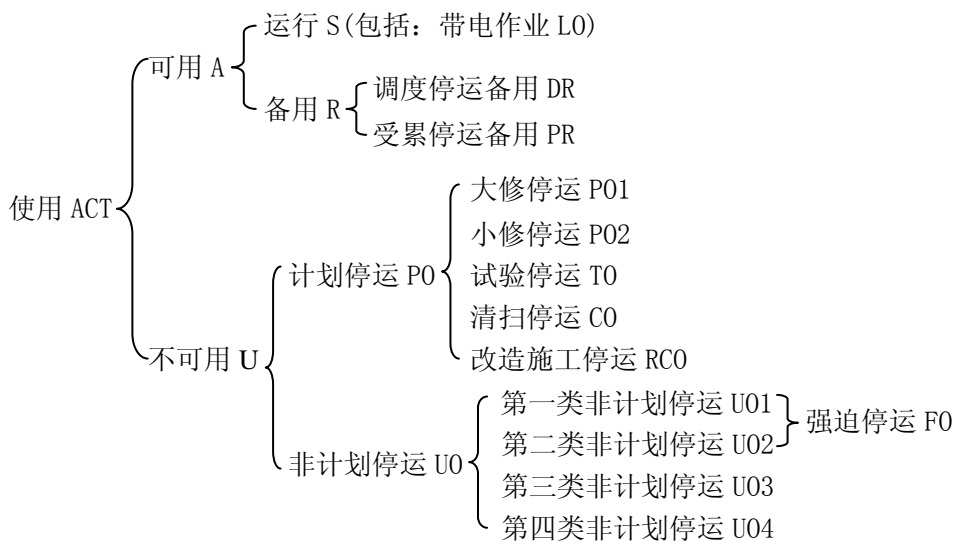 运行 S(包括：带电作业 LO)
可用 A
调度停运备用 DR
备用 R
受累停运备用 PR
大修停运 PO1
使用 ACT
小修停运 PO2
计划停运 PO
试验停运 TO
清扫停运 CO
不可用 U
改造施工停运 RCO
第一类非计划停运 UO1
强迫停运 FO
第二类非计划停运 UO2
非计划停运 UO
第三类非计划停运 UO3
第四类非计划停运 UO4